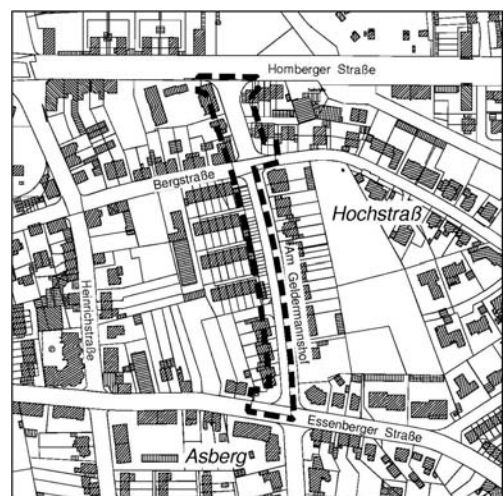 Homberger Straße
Bergstraße
Hochstraß
Am Geldermannshof
Heinrichstraße
Essenberger Straße
Asberg